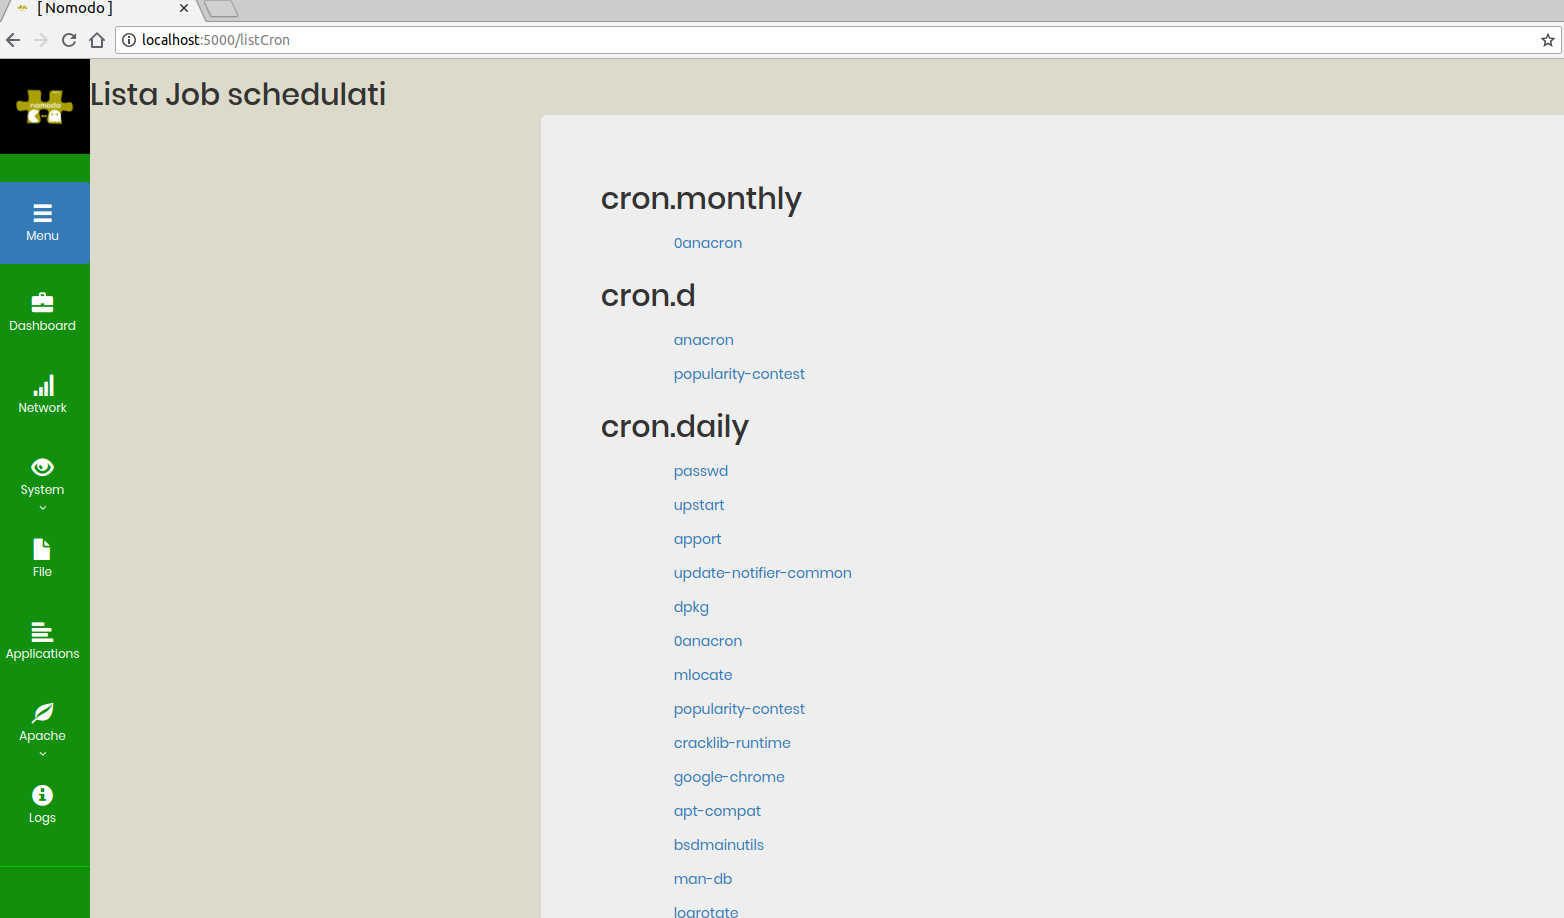 [ Nomodo ]
localhost:5000/listCron
nomodo
Lista Job schedulati
Menu
Dashboard
Network
System
File
Applications
Apache
Logs
cron.monthly
0anacron
cron.d
anacron
popularity-contest
cron.daily
passwd
upstart
apport
update-notifier-common
dpkg
0anacron
mlocate
popularity-contest
cracklib-runtime
google-chrome
apt-compat
bsdmainutils
man-db
logrotate